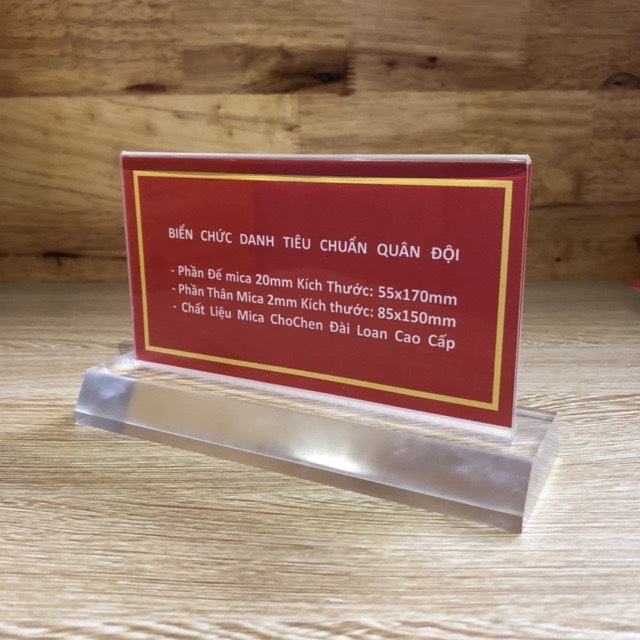 BIỂN CHỨC DANH TIÊU CHUẨN QUÂN ĐỘI
- Phần Đế mica 20mm Kích Thước: 55x170mm
- Phần Thân Mica 2mm Kích thước: 85x150mm
- Chất Liệu Mica ChoChen Đài Loan Cao Cấp